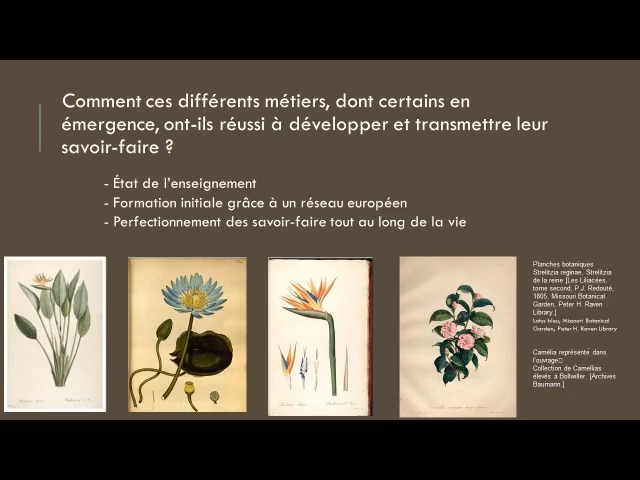 Comment ces différents métiers, dont certains en
émergence, ont-ils réussi à développer et transmettre leur
savoir-faire ?
- État de l'enseignement
- Formation initiale grâce à un réseau européen
- Perfectionnement des savoir-faire tout au long de la vie
Planches botaniques
Strelitzia reginae, Strelitzia
de la reine [Les Liliacées,
tome second, P.J. Redouté,
1805, Missouri Botanical
Garden, Peter H. Raven
Library.]
Lotus bleu, Missouri Botanical
Garden, Peter H. Raven Library
Camélia représenté dans
l'ouvrage
Collection de Camellias
élevés à Bollwiller. [Archives
Baumann.]